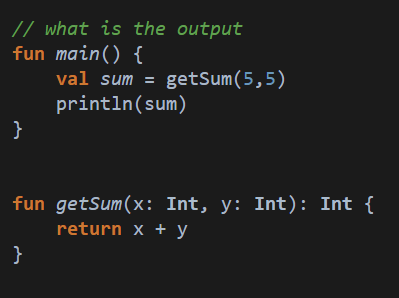 // what is the output
fun main() {
    val sum = getSum(5,5)
    println(sum)
}
fun getSum(x: Int, y: Int): Int {
    return x + y
}